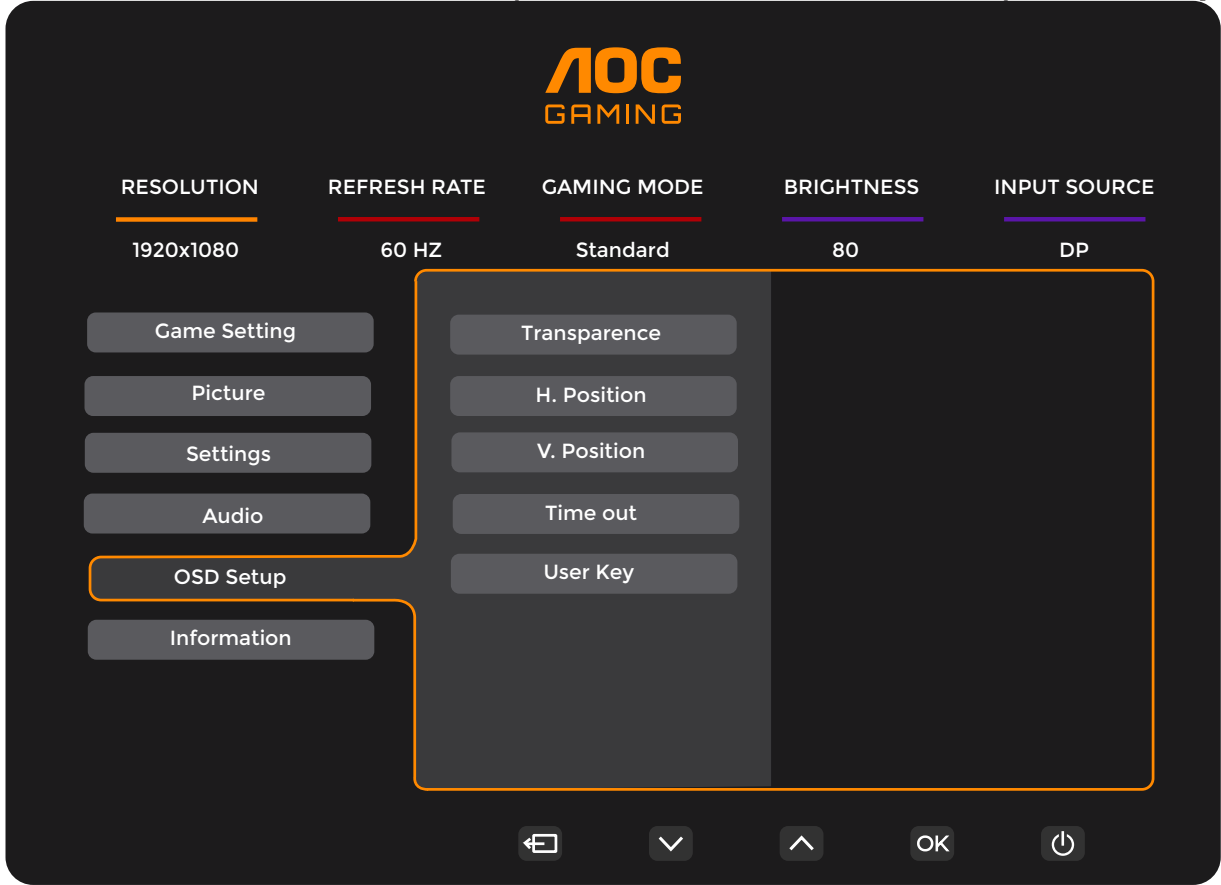 AOC
GAMING
RESOLUTION REFRESH RATE GAMING MODE BRIGHTNESS INPUT SOURCE
1920x1080 60 HZ Standard 80 DP
Game Setting
Picture
Settings
Audio
OSD Setup
Information
Transparence
H. Position
V. Position
Time out
User Key
OK